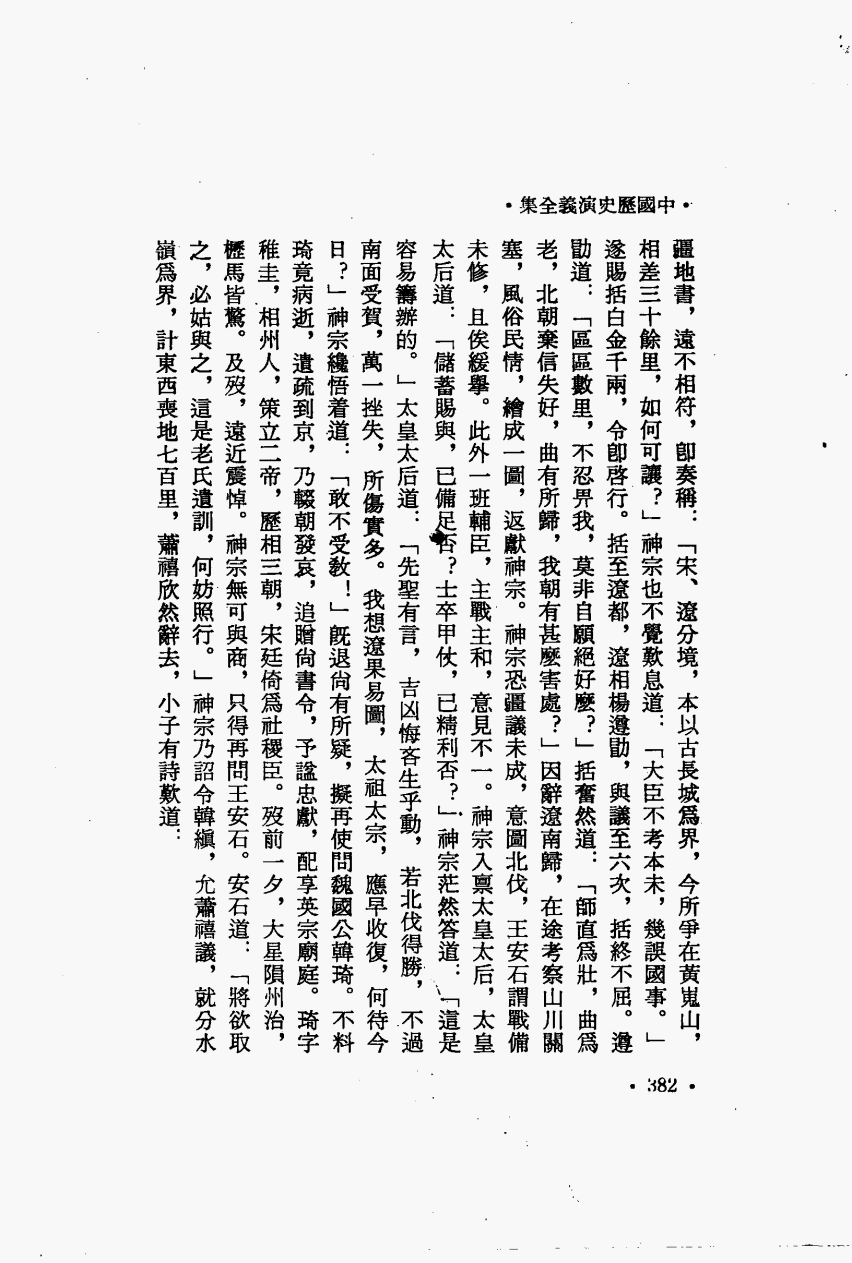 ・中國歷史演義全集・
疆地書，遠不相符，卽奏稱：「宋、遼分境，本以古長城爲界，今所爭在黃嵬山，
相差三十餘里，如何可讓？」神宗也不覺歎息道：「大臣不考本末，幾誤國事。」
遂賜括白金千兩，令卽啓行。括至遼都，遼相楊遵勖，與議至六次，括終不屈。遵
勖道：「區區數里，不忍畀我，莫非自願絕好麼？」括奮然道：「師直爲壯，曲爲
老，北朝棄信失好，曲有所歸，我朝有甚麼害處？」因辭遼南歸，在途考察山川關
塞，風俗民情，繪成一圖，返獻神宗。神宗恐疆議未成，意圖北伐，王安石謂戰備
未修，且俟緩舉。此外一班輔臣，主戰主和，意見不一。神宗入禀太皇太后，太皇
太后道：「儲蓄賜與，已備足否？士卒甲仗，已精利否？」神宗茫然答道：「這是
容易籌辦的。」太皇太后道：「先聖有言，吉凶悔吝生乎動，若北伐得勝，不過
南面受賀，萬一挫失，所傷實多。我想遼果易圖，太祖太宗，應早收復，何待今
日？」神宗纔悟着道：「敢不受敎！」旣退尙有所疑，擬再使問魏國公韓琦。不料
琦竟病逝，遺疏到京，乃輟朝發哀，追贈尙書令，予諡忠獻，配享英宗廟庭。琦字
稚圭，相州人，策立二帝，歷相三朝，宋廷倚爲社稷臣。歿前一夕，大星隕州治，
櫪馬皆驚。及歿，遠近震悼。神宗無可與商，只得再問王安石。安石道：「將欲取
之，必姑與之，這是老氏遺訓，何妨照行。」神宗乃詔令韓縝，允蕭禧議，就分水
嶺爲界，計東西喪地七百里，蕭禧欣然辭去，小子有詩歎道：
・382・